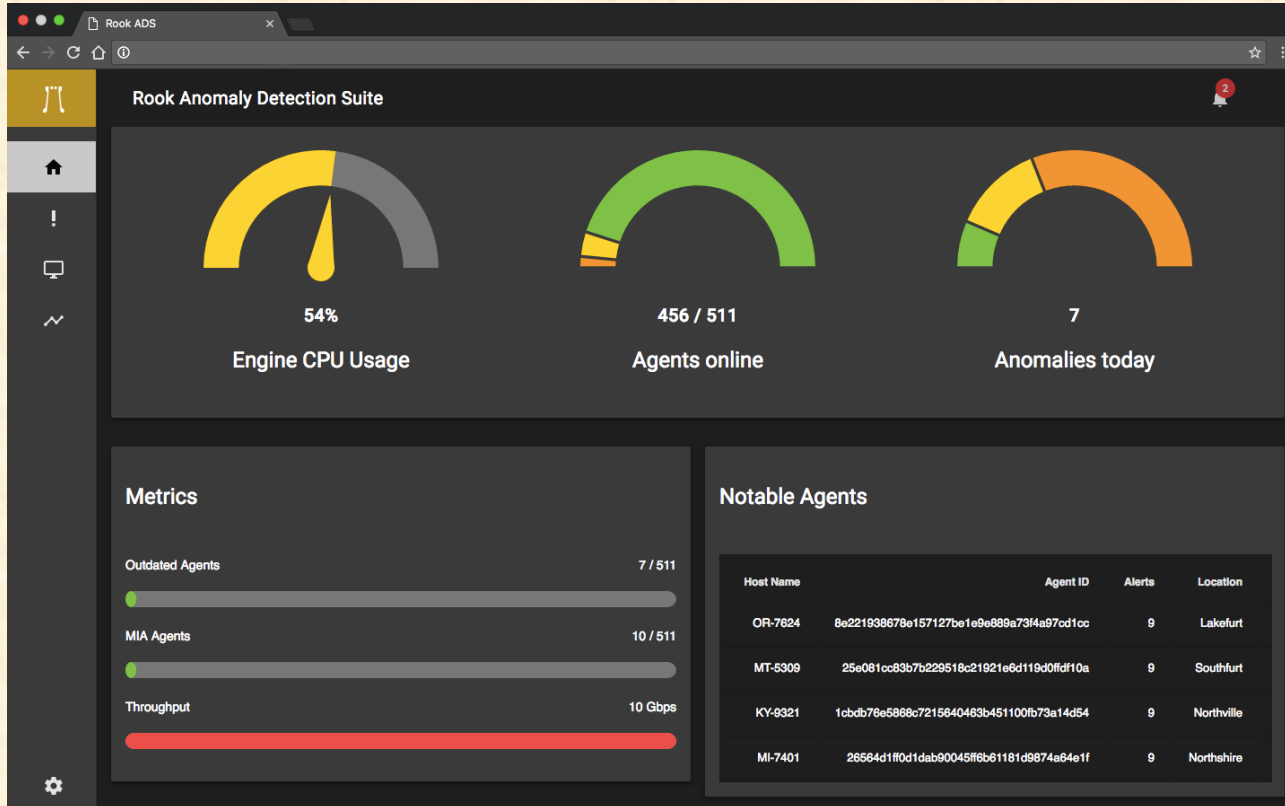 Rook ADS
Rook Anomaly Detection Suite
2
54%
456 / 511
7
Engine CPU Usage
Agents online
Anomalies today
Metrics
Outdated Agents
7 / 511
MIA Agents
10 / 511
Throughput
10 Gbps
Notable Agents
Host Name Agent ID Alerts Location
OR-7624 8e221938678e157127be1e9e889a73f4a97cd1cc 9 Lakefurt
MT-5309 25e081cc83b7b229518c21921e6d119d0ffdf10a 9 Southfurt
KY-9321 1cbdb76e5868c7215640463b451100fb73a14d54 9 Northville
MI-7401 26564d1ff0d1dab90045ff6b61181d9874a64e1f 9 Northshire